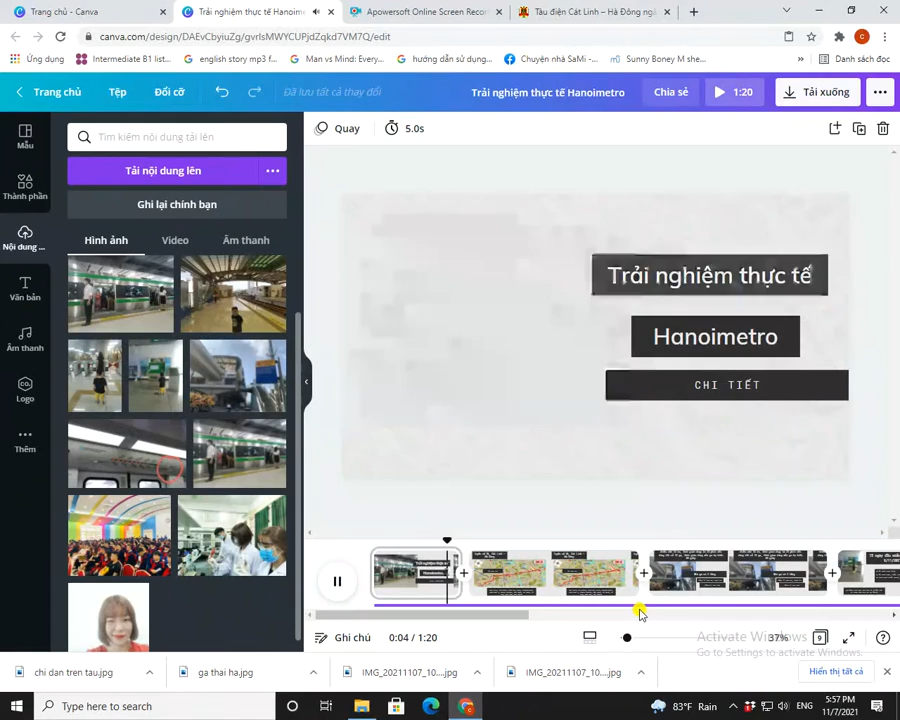 Trang chủ - Canva
Trải nghiệm thực tế Hanoime
Apowersoft Online Screen Recor
Tàu điện Cát Linh – Hà Đông ng
canva.com/design/DAEvCbyiuZg/gvrlsMWYCUPjdZqkd7VM7Q/edit
Ứng dụng
Intermediate B1 list...
english story mp3 f...
Man vs Mind: Every...
hướng dẫn sử dụng...
Chuyện nhà SaMi -...
Sunny Boney M she...
Danh sách đọc
Trang chủ
Tệp
Đổi cỡ
Đã lưu tất cả thay đổi
Trải nghiệm thực tế Hanoimetro
Chia sẻ
1:20
Tải xuống
Mẫu
Thành phần
Nội dung ...
Văn bản
Âm thanh
Logo
Thêm
Tìm kiếm nội dung tải lên
Tải nội dung lên
Ghi lại chính bạn
Hình ảnh
Video
Âm thanh
Quay
5.0s
Trải nghiệm thực tế
Hanoimetro
CHI TIẾT
Ghi chú
0:04 / 1:20
37%
9
Activate Windows
Go to Settings to activate Windows.
chi dan tren tau.jpg
ga thai ha.jpg
IMG_20211107_10....jpg
IMG_20211107_10....jpg
Hiển thị tất cả
Type here to search
83°F Rain
ENG
5:57 PM
11/7/2021